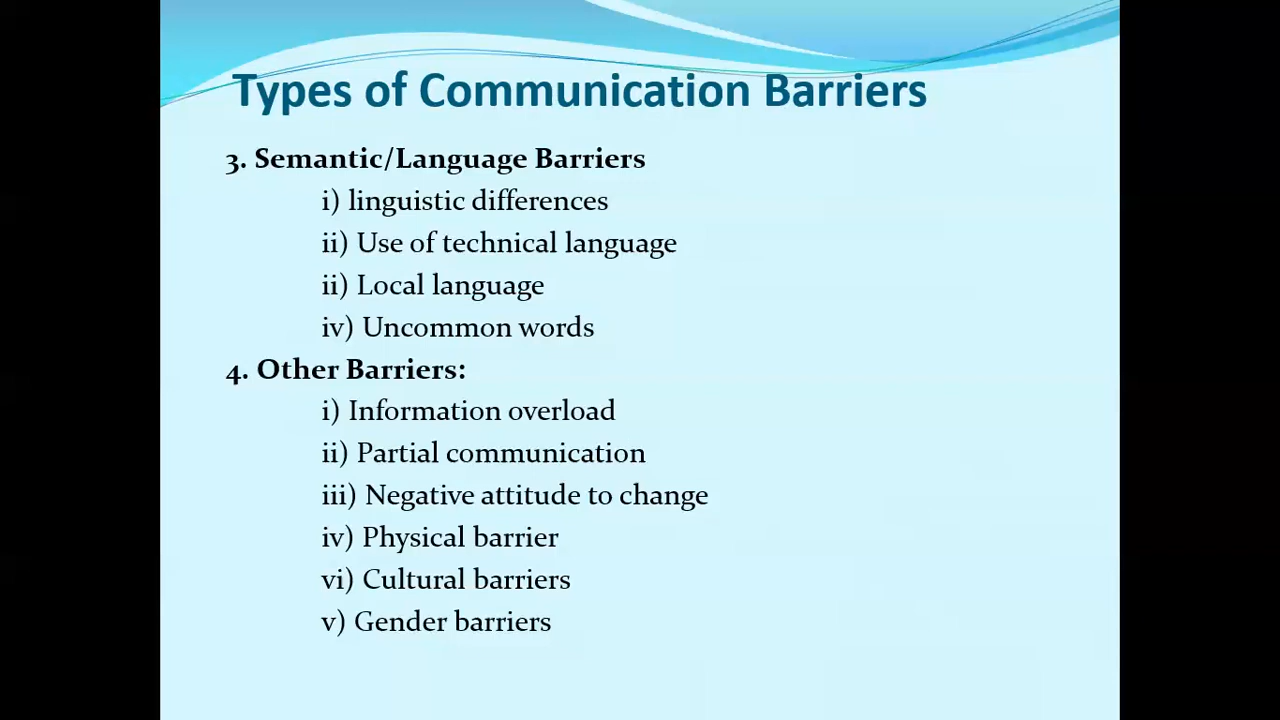 Types of Communication Barriers
3. Semantic/Language Barriers
i) linguistic differences
ii) Use of technical language
ii) Local language
iv) Uncommon words
4. Other Barriers:
i) Information overload
ii) Partial communication
iii) Negative attitude to change
iv) Physical barrier
vi) Cultural barriers
v) Gender barriers